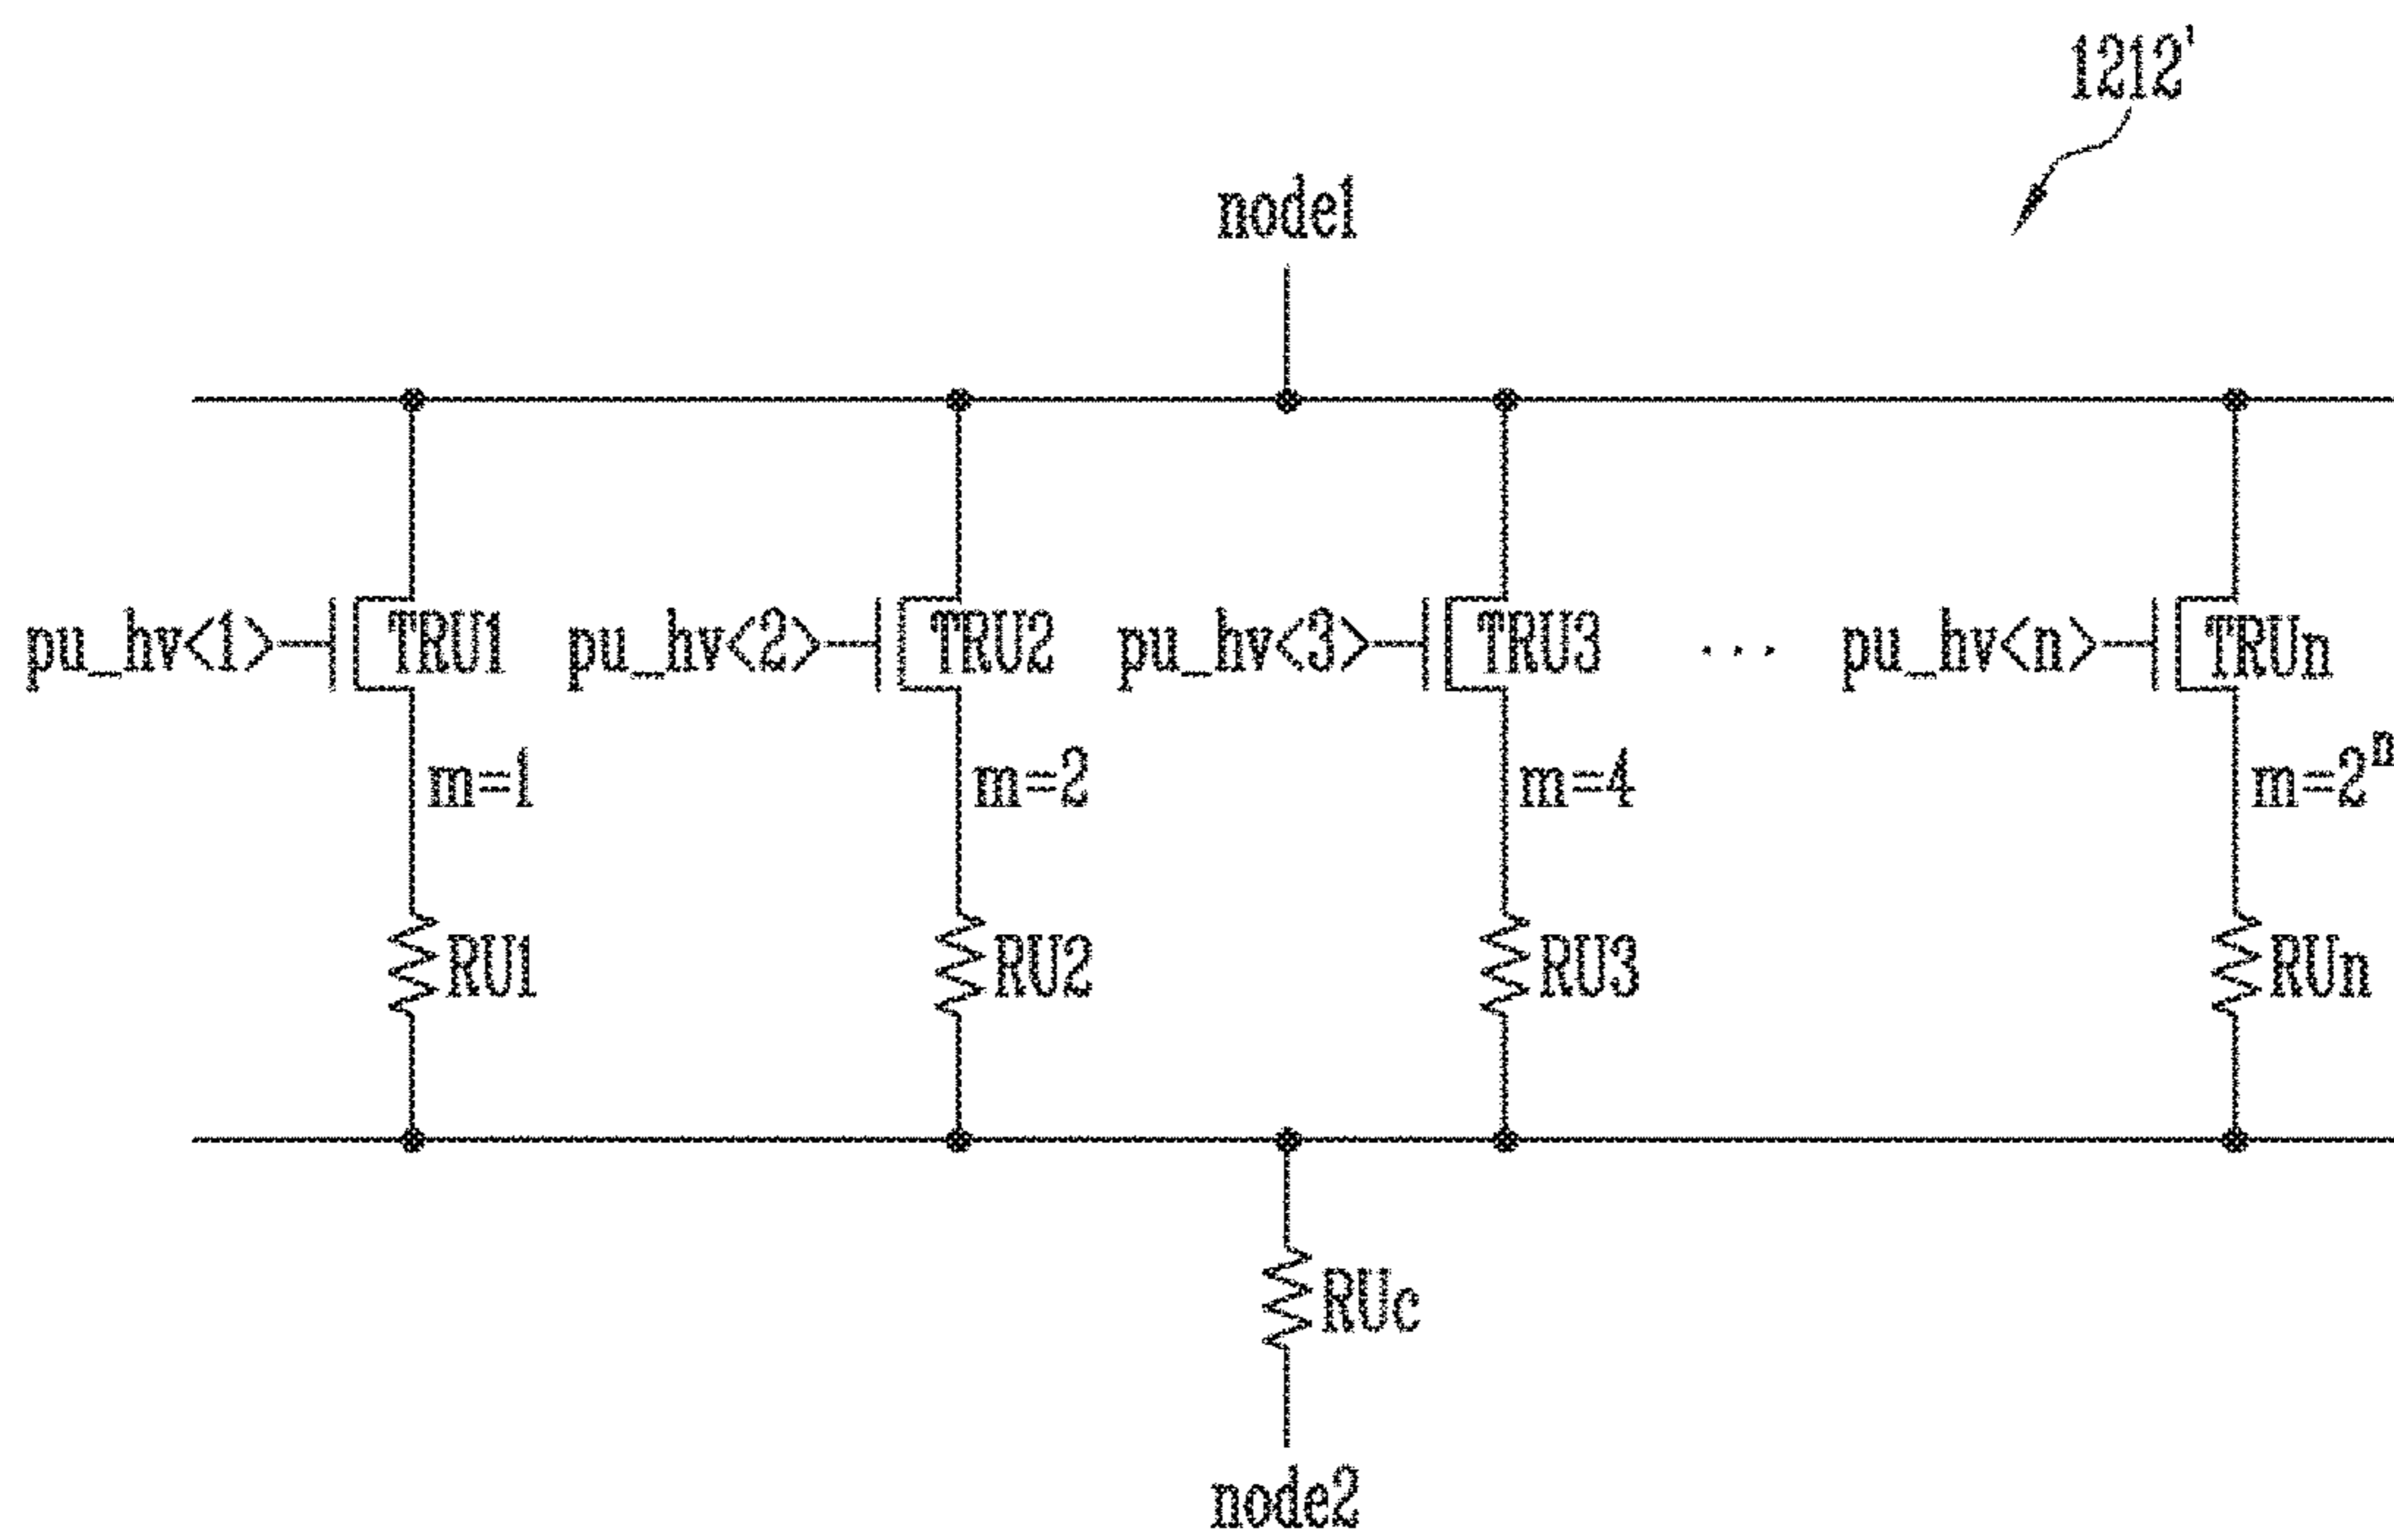 1212'
node1
pu_hv<1> TRU1 pu_hv<2> TRU2 pu_hv<3> TRU3 ... pu_hv<n> TRUn
m=1 m=2 m=4 m=2ⁿ
RU1 RU2 RU3 RUn
RUc
node2